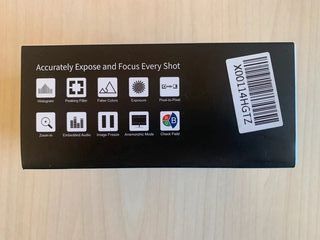 Accurately Expose and Focus Every Shot
Histogram
Peaking Filter
False Colors
Exposure
Pixel-to-Pixel
Zoom-in
Embedded Audio
Image Freeze
Anamorphic Mode
Check Field
B
X00114HGTZ